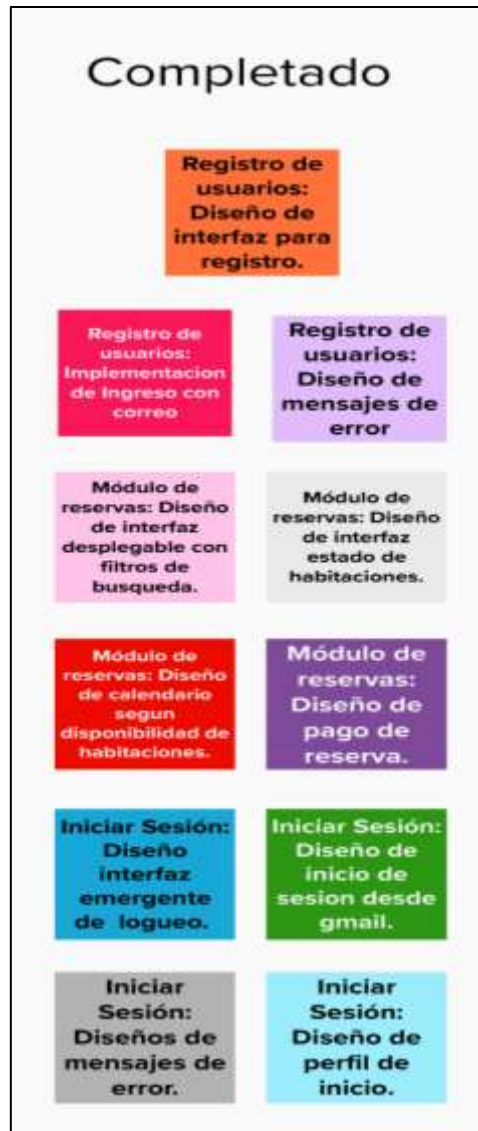 Completado
Registro de
usuarios:
Diseño de
interfaz para
registro.
Registro de
usuarios:
Implementacion
de Ingreso con
correo
Registro de
usuarios:
Diseño de
mensajes de
error
Módulo de
reservas: Diseño
de interfaz
desplegable con
filtros de
busqueda.
Módulo de
reservas: Diseño
de interfaz
estado de
habitaciones.
Módulo de
reservas: Diseño
de calendario
segun
disponibilidad de
habitaciones.
Módulo de
reservas:
Diseño de
pago de
reserva.
Iniciar Sesión:
Diseño
interfaz
emergente
de logueo.
Iniciar Sesión:
Diseño de
inicio de
sesion desde
gmail.
Iniciar
Sesión:
Diseños de
mensajes de
error.
Iniciar
Sesión:
Diseño de
perfil de
inicio.